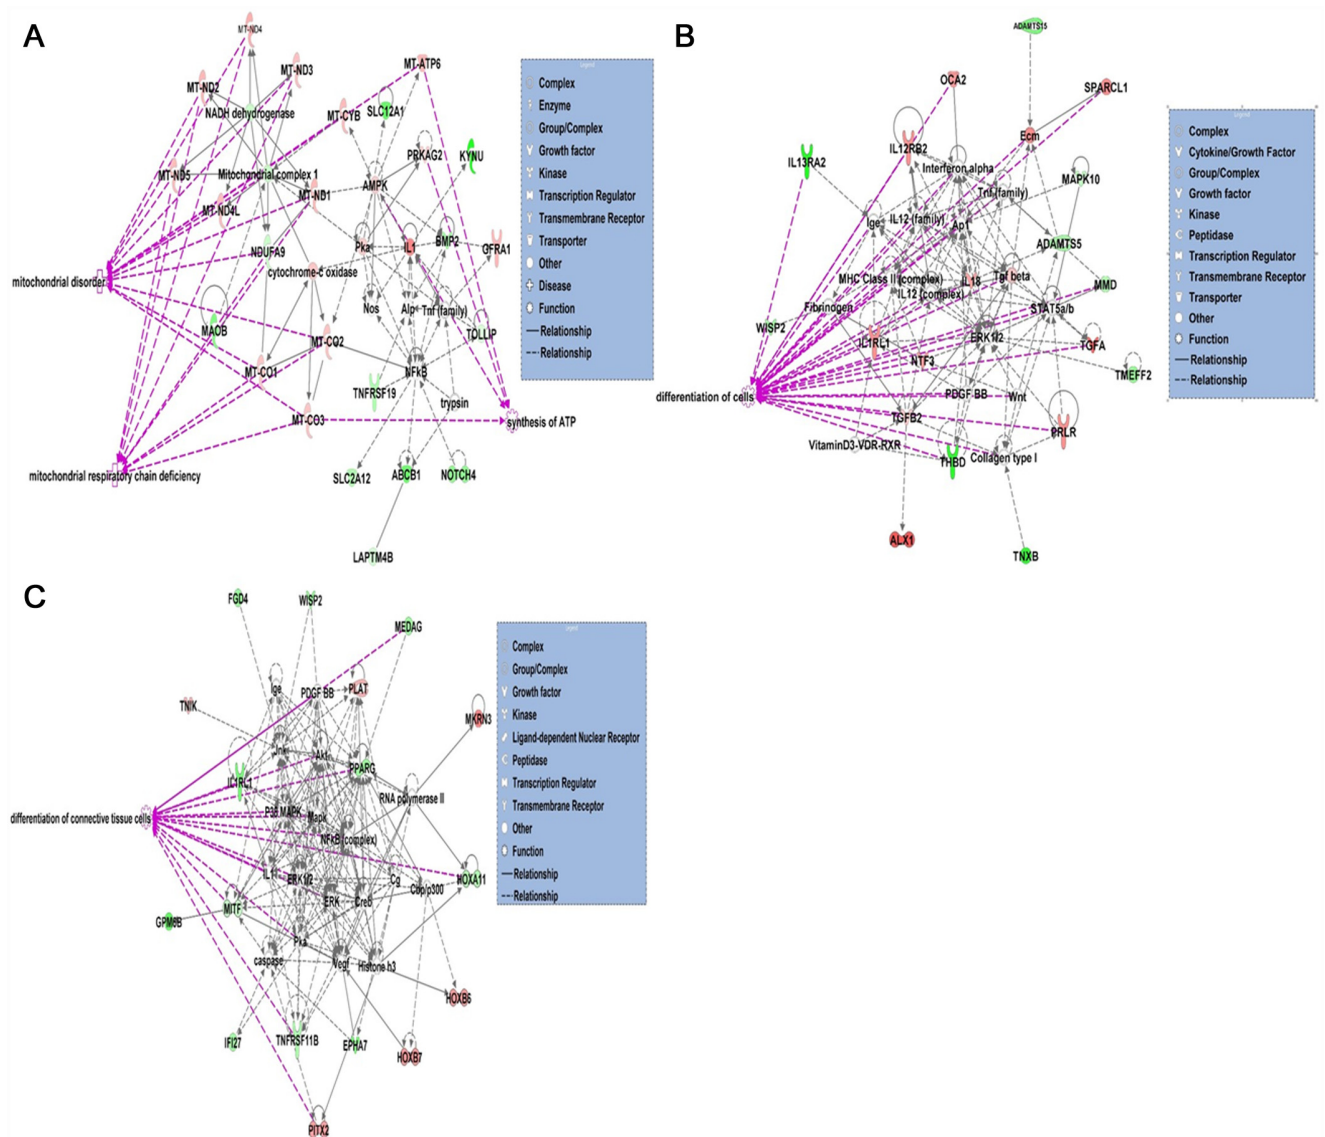 A
MT-ND4
MT-ND3
MT-ND2
MT-ATP6
NADH dehydrogenase
MT-CYB
SLC12A1
PRKAG2
KYNU
MT-ND5
Mitochondrial complex 1
AMPK
MT-ND1
MT-ND4L
NDUFA9
Pka
IL1
BMP2
GFRA1
cytochrome-c oxidase
mitochondrial disorder
Nos
Alp
Tnf (family)
MAOB
MT-CO2
TOLLIP
MT-CO1
NFkB
TNFRSF19
trypsin
MT-CO3
synthesis of ATP
mitochondrial respiratory chain deficiency
SLC2A12
ABCB1
NOTCH4
LAPTM4B
Legend
Complex
Enzyme
Group/Complex
Growth factor
Kinase
Transcription Regulator
Transmembrane Receptor
Transporter
Other
Disease
Function
Relationship
Relationship
B
ADAMTS15
OCA2
SPARCL1
Ecm
IL12RB2
IL13RA2
Interferon alpha
MAPK10
Tnf (family)
Ige
IL12 (family)
Ap1
ADAMTS5
MHC Class II (complex)
IL18
Tgf beta
MMD
IL12 (complex)
Fibrinogen
STAT5a/b
WISP2
ERK1/2
IL1RL1
TGFA
NTF3
TMEFF2
differentiation of cells
PDGF BB
Wnt
TGFB2
PRLR
VitaminD3-VDR-RXR
THBD
Collagen type I
ALX1
TNXB
Legend
Complex
Cytokine/Growth Factor
Group/Complex
Growth factor
Kinase
Peptidase
Transcription Regulator
Transmembrane Receptor
Transporter
Other
Function
Relationship
Relationship
C
FGD4
WISP2
MEDAG
Ige
PDGF BB
PLAT
TNIK
MKRN3
Jnk
Akt
PPARG
IL1RL1
RNA polymerase II
P38 MAPK
Mapk
differentiation of connective tissue cells
NFkB (complex)
IL1
ERK1/2
Cg
Cbp/p300
HOXA11
ERK
Creb
MITF
GPM6B
Pka
caspase
Vegf
Histone h3
HOXB6
IFI27
TNFRSF11B
EPHA7
HOXB7
PITX2
Legend
Complex
Group/Complex
Growth factor
Kinase
Ligand-dependent Nuclear Receptor
Peptidase
Transcription Regulator
Transmembrane Receptor
Other
Function
Relationship
Relationship